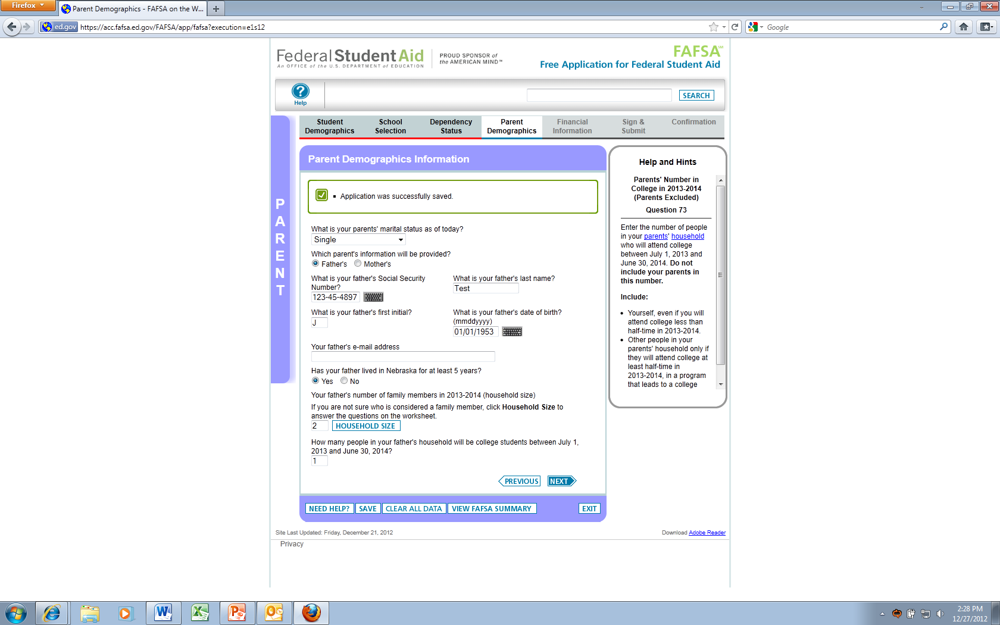 Firefox
Parent Demographics - FAFSA on the W...
ed.gov https://acc.fafsa.ed.gov/FAFSA/app/fafsa?execution=e1s12
Google
Federal Student Aid
An OFFICE of the U.S. DEPARTMENT of EDUCATION
PROUD SPONSOR of
the AMERICAN MIND™
FAFSA℠
Free Application for Federal Student Aid
Help
SEARCH
Student
Demographics
School
Selection
Dependency
Status
Parent
Demographics
Financial
Information
Sign &
Submit
Confirmation
PARENT
Parent Demographics Information
Application was successfully saved.
What is your parents' marital status as of today?
Single
Which parent's information will be provided?
Father's Mother's
What is your father's Social Security
Number?
123-45-4897
What is your father's last name?
Test
What is your father's first initial?
J
What is your father's date of birth?
(mmddyyyy)
01/01/1953
Your father's e-mail address
Has your father lived in Nebraska for at least 5 years?
Yes No
Your father's number of family members in 2013-2014 (household size)
If you are not sure who is considered a family member, click Household Size to
answer the questions on the worksheet.
2 HOUSEHOLD SIZE
How many people in your father's household will be college students between July 1,
2013 and June 30, 2014?
1
PREVIOUS NEXT
NEED HELP? SAVE CLEAR ALL DATA VIEW FAFSA SUMMARY EXIT
Help and Hints
Parents' Number in
College in 2013-2014
(Parents Excluded)
Question 73
Enter the number of people
in your parents' household
who will attend college
between July 1, 2013 and
June 30, 2014. Do not
include your parents in
this number.
Include:
• Yourself, even if you will
attend college less than
half-time in 2013-2014.
• Other people in your
parents' household only if
they will attend college at
least half-time in
2013-2014, in a program
that leads to a college
Site Last Updated: Friday, December 21, 2012
Download Adobe Reader
Privacy
2:28 PM
12/27/2012